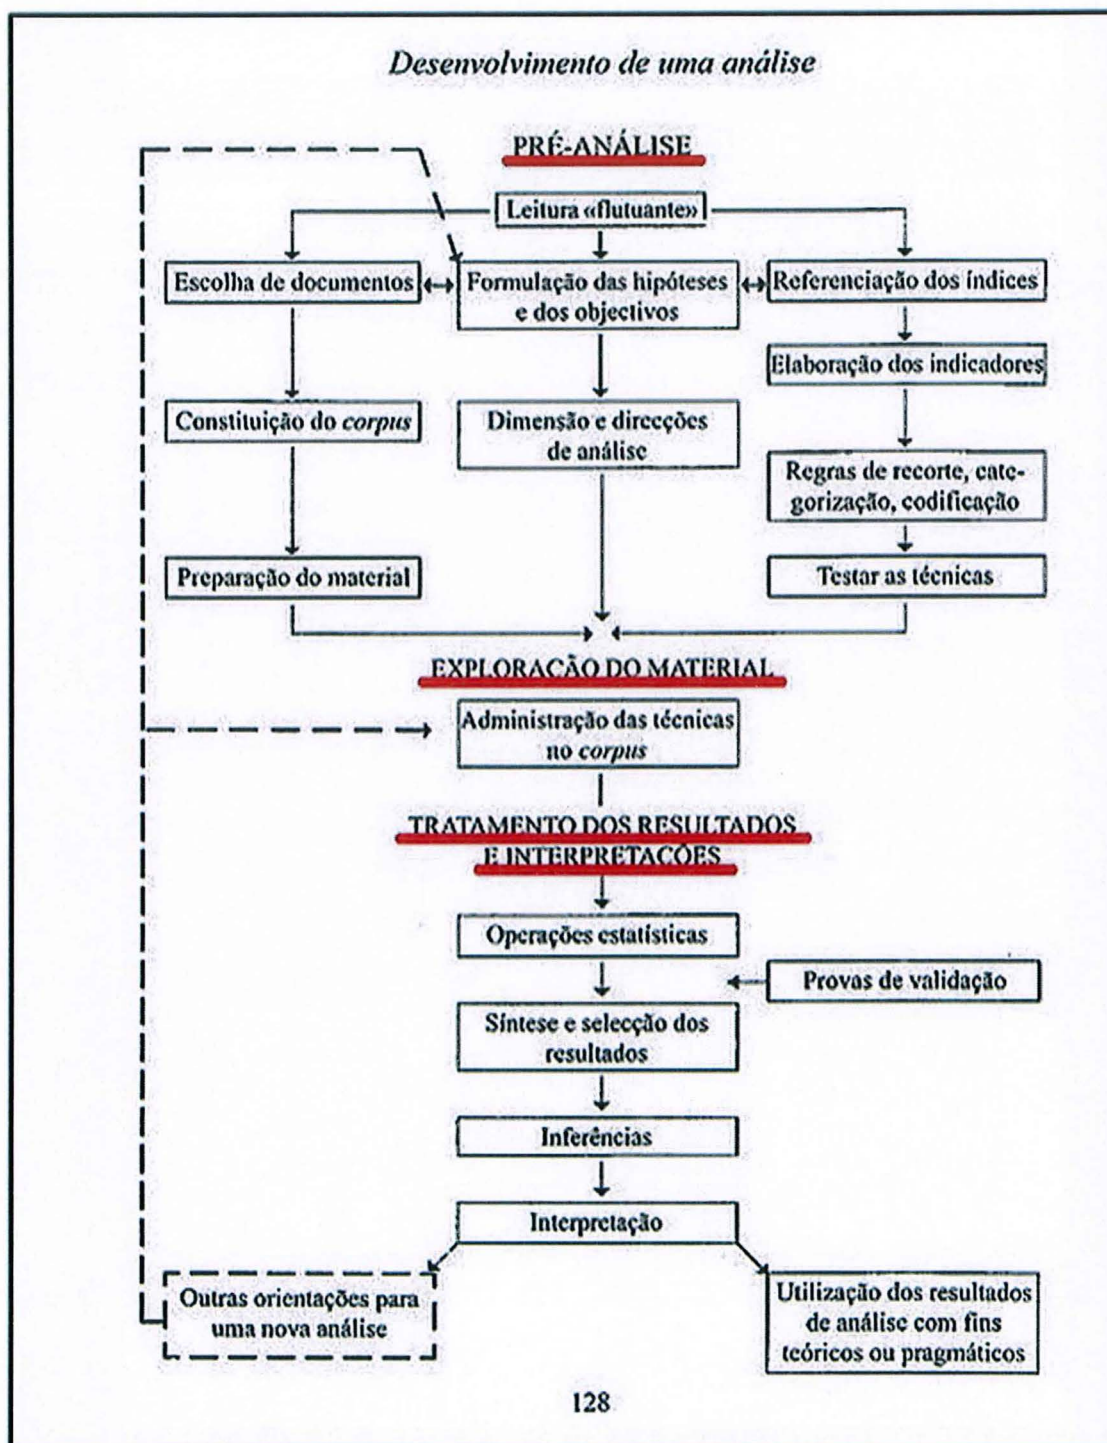 Desenvolvimento de uma análise
PRÉ-ANÁLISE
Leitura «flutuante»
Escolha de documentos
Formulação das hipóteses
e dos objectivos
Referenciação dos índices
Elaboração dos indicadores
Constituição do corpus
Dimensão e direcções
de análise
Regras de recorte, cate-
gorização, codificação
Preparação do material
Testar as técnicas
EXPLORAÇÃO DO MATERIAL
Administração das técnicas
no corpus
TRATAMENTO DOS RESULTADOS
E INTERPRETAÇÕES
Operações estatísticas
Provas de validação
Síntese e selecção dos
resultados
Inferências
Interpretação
Outras orientações para
uma nova análise
Utilização dos resultados
de análise com fins
teóricos ou pragmáticos
128